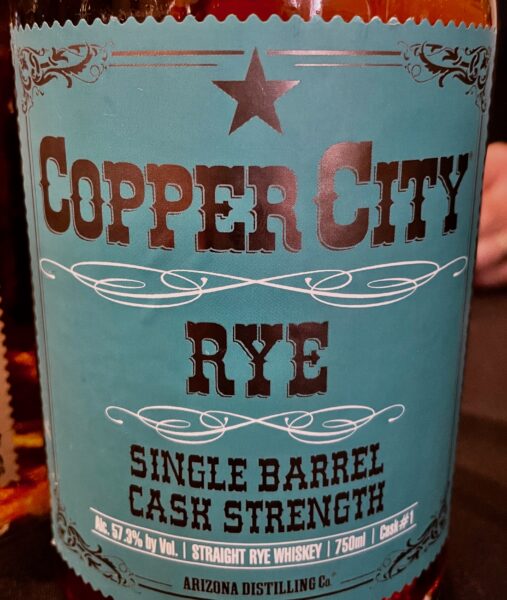 COPPER CITY
RYE
SINGLE BARREL
CASK STRENGTH
Alc. 57.3% by Vol. | STRAIGHT RYE WHISKEY | 750ml | Cask# 1
ARIZONA DISTILLING Co.